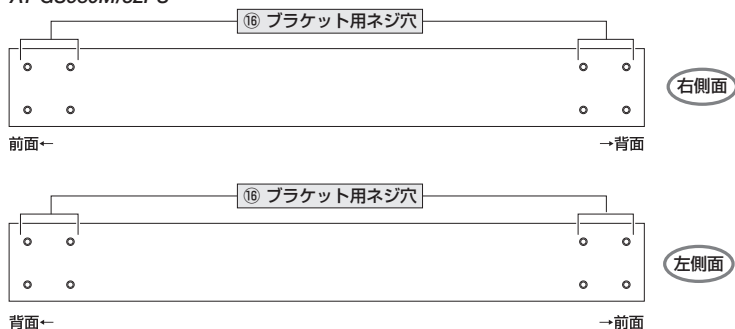 ⑯ ブラケット用ネジ穴
右側面
前面←
→背面
⑯ ブラケット用ネジ穴
左側面
背面←
→前面